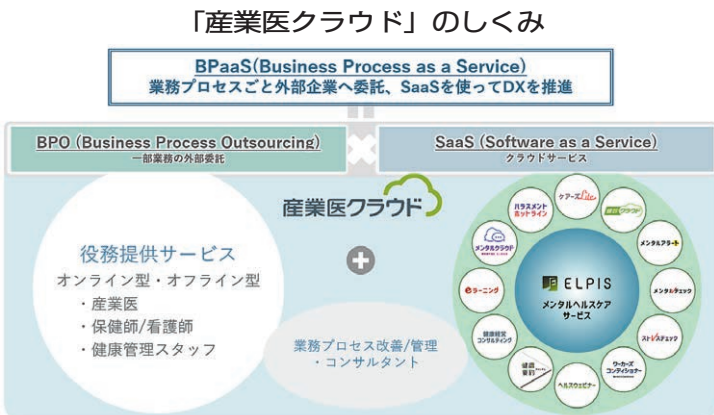 「産業医クラウド」のしくみ
BPaaS(Business Process as a Service)
業務プロセスごと外部企業へ委託、SaaSを使ってDXを推進
BPO (Business Process Outsourcing)
一部業務の外部委託
SaaS (Software as a Service)
クラウドサービス
産業医クラウド
役務提供サービス
オンライン型・オフライン型
・産業医
・保健師/看護師
・健康管理スタッフ
業務プロセス改善/管理
・コンサルタント
ELPIS
メンタルヘルスケア
サービス
ケアーズLite
健診クラウド
メンタルアラート
メンタルチェック
ストレスチェック
ワーカーズ
コンディショナー
ヘルスウェビナー
健康
経営
コンサルティング
eラーニング
メンタルクラウド
ハラスメント
ホットライン